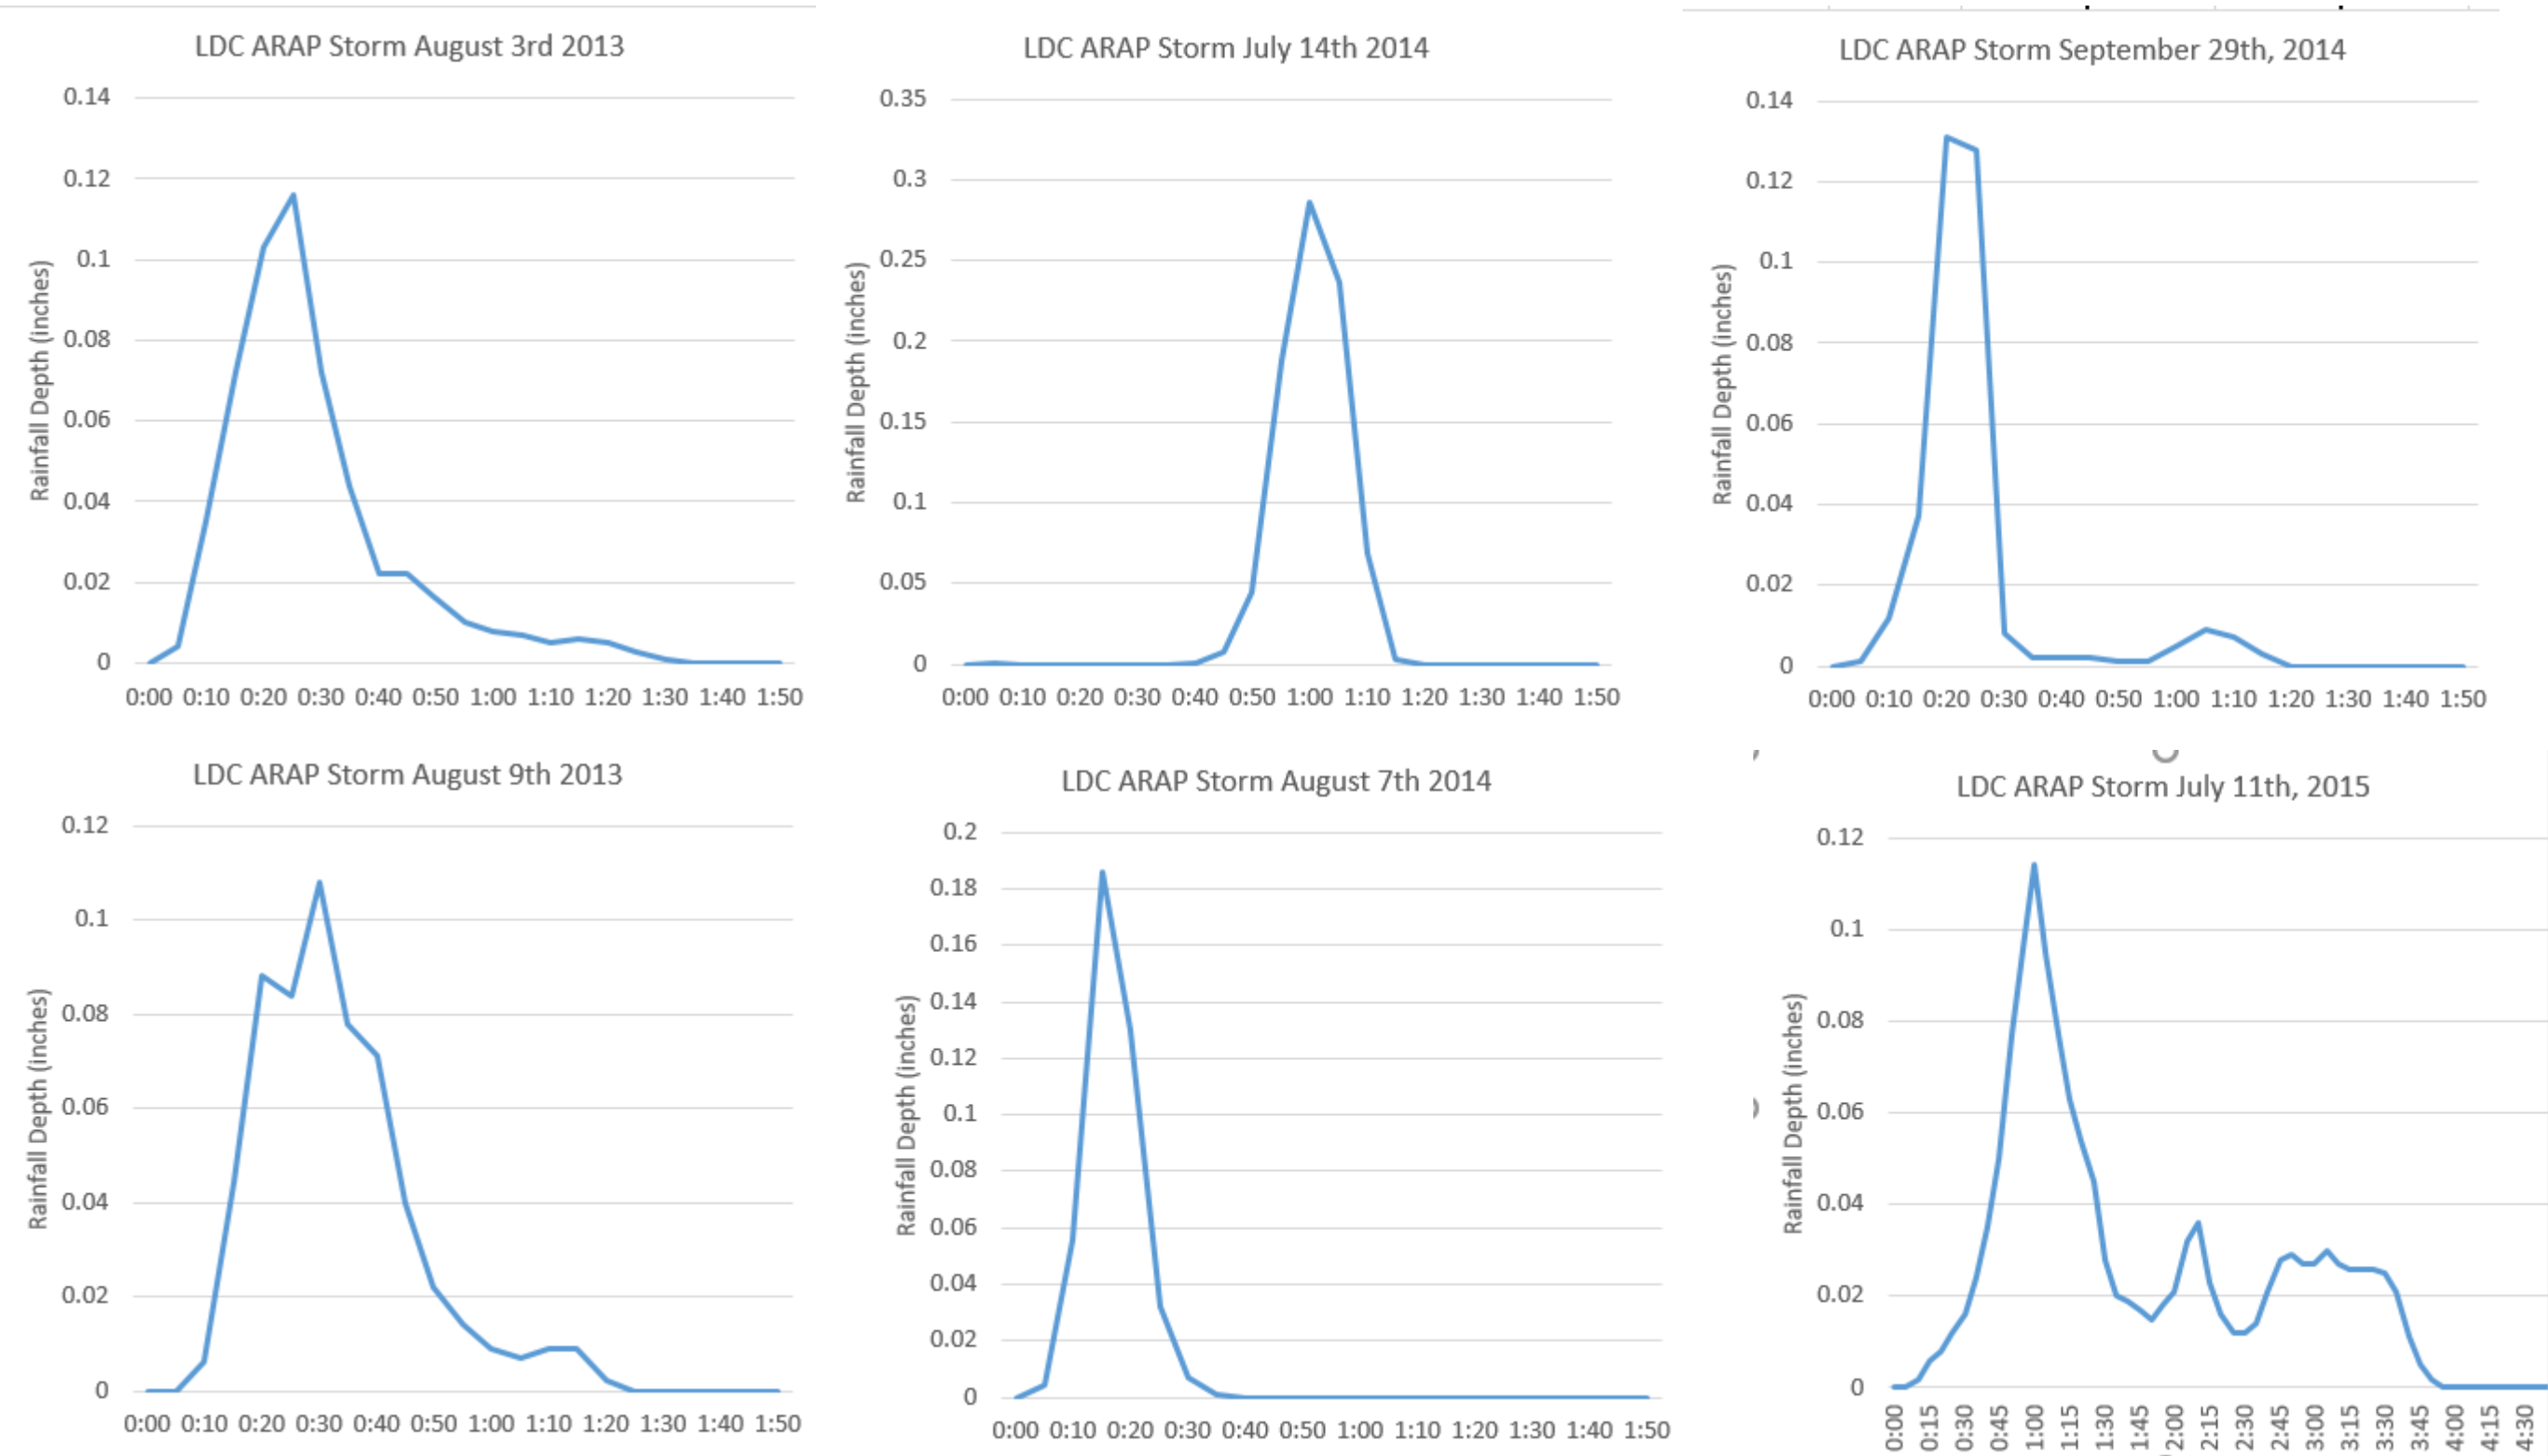 LDC ARAP Storm August 3rd 2013
0.14
0.12
0.1
0.08
0.06
0.04
0.02
0
Rainfall Depth (inches)
0:00 0:10 0:20 0:30 0:40 0:50 1:00 1:10 1:20 1:30 1:40 1:50
LDC ARAP Storm July 14th 2014
0.35
0.3
0.25
0.2
0.15
0.1
0.05
0
Rainfall Depth (inches)
0:00 0:10 0:20 0:30 0:40 0:50 1:00 1:10 1:20 1:30 1:40 1:50
LDC ARAP Storm September 29th, 2014
0.14
0.12
0.1
0.08
0.06
0.04
0.02
0
Rainfall Depth (inches)
0:00 0:10 0:20 0:30 0:40 0:50 1:00 1:10 1:20 1:30 1:40 1:50
LDC ARAP Storm August 9th 2013
0.12
0.1
0.08
0.06
0.04
0.02
0
Rainfall Depth (inches)
0:00 0:10 0:20 0:30 0:40 0:50 1:00 1:10 1:20 1:30 1:40 1:50
LDC ARAP Storm August 7th 2014
0.2
0.18
0.16
0.14
0.12
0.1
0.08
0.06
0.04
0.02
0
Rainfall Depth (inches)
0:00 0:10 0:20 0:30 0:40 0:50 1:00 1:10 1:20 1:30 1:40 1:50
LDC ARAP Storm July 11th, 2015
0.12
0.1
0.08
0.06
0.04
0.02
0
Rainfall Depth (inches)
0:00 0:15 0:30 0:45 1:00 1:15 1:30 1:45 2:00 2:15 2:30 2:45 3:00 3:15 3:30 3:45 4:00 4:15 4:30